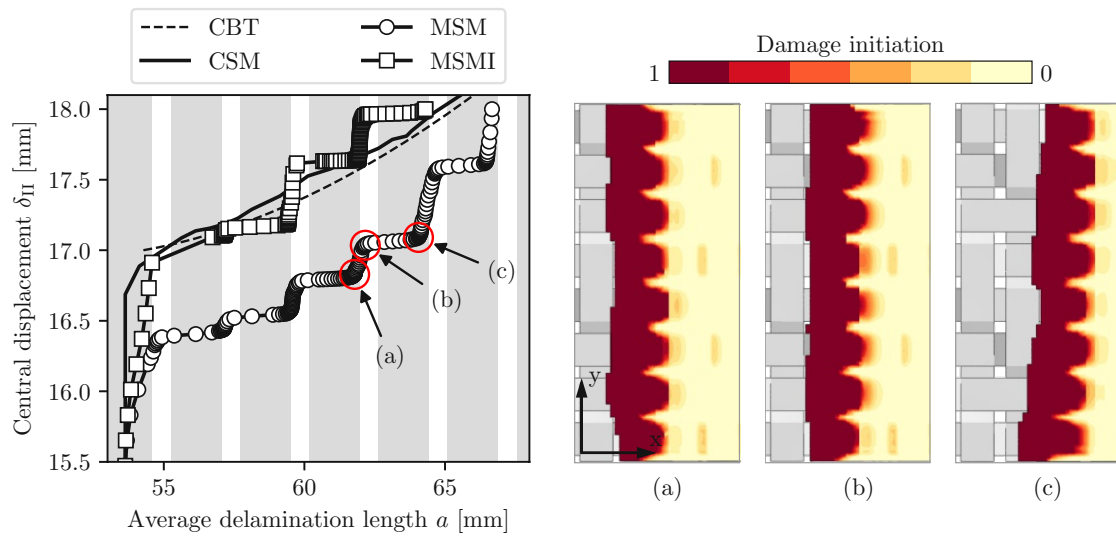 CBT
CSM
MSM
MSMI
Central displacement δII [mm]
18.0
17.5
17.0
16.5
16.0
15.5
55
60
65
Average delamination length a [mm]
(a)
(b)
(c)
Damage initiation
1
0
y
x
(a)
(b)
(c)